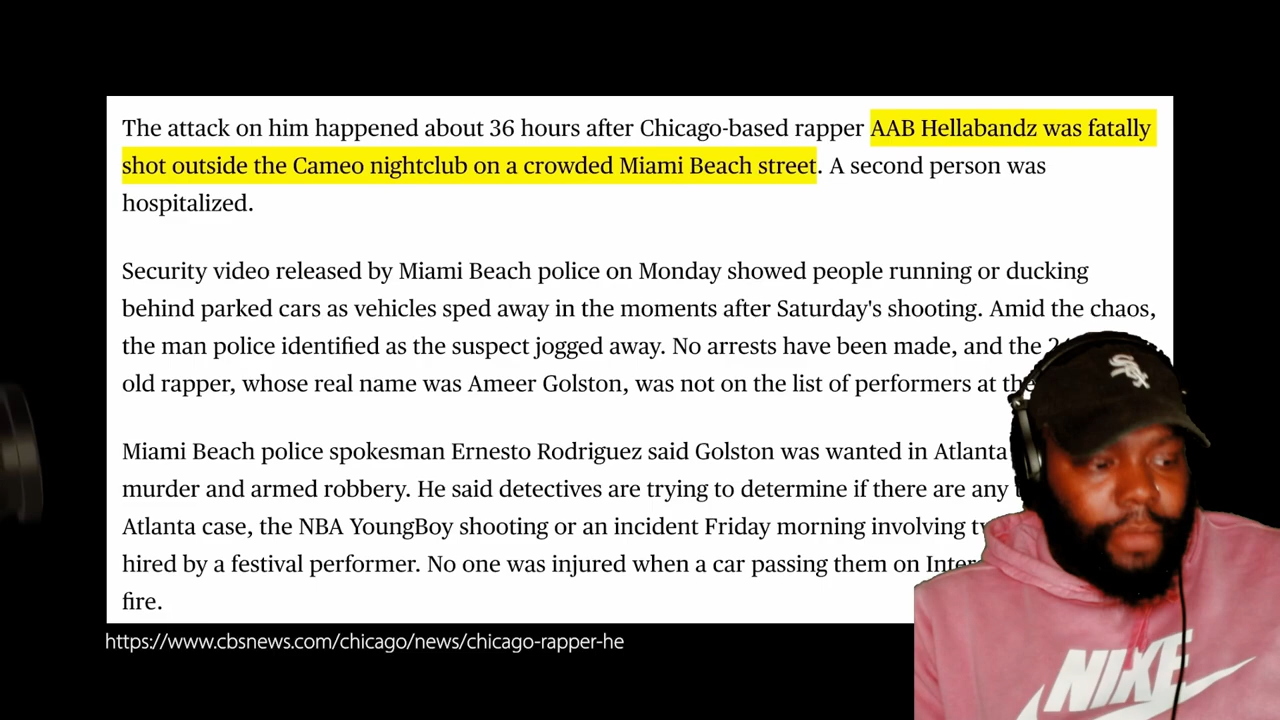 The attack on him happened about 36 hours after Chicago-based rapper AAB Hellabandz was fatally
shot outside the Cameo nightclub on a crowded Miami Beach street. A second person was
hospitalized.
Security video released by Miami Beach police on Monday showed people running or ducking
behind parked cars as vehicles sped away in the moments after Saturday's shooting. Amid the chaos,
the man police identified as the suspect jogged away. No arrests have been made, and the
old rapper, whose real name was Ameer Golston, was not on the list of performers at the
Miami Beach police spokesman Ernesto Rodriguez said Golston was wanted in Atlanta
murder and armed robbery. He said detectives are trying to determine if there are any
Atlanta case, the NBA YoungBoy shooting or an incident Friday morning involving
hired by a festival performer. No one was injured when a car passing them on
fire.
https://www.cbsnews.com/chicago/news/chicago-rapper-he
SOX
NIKE